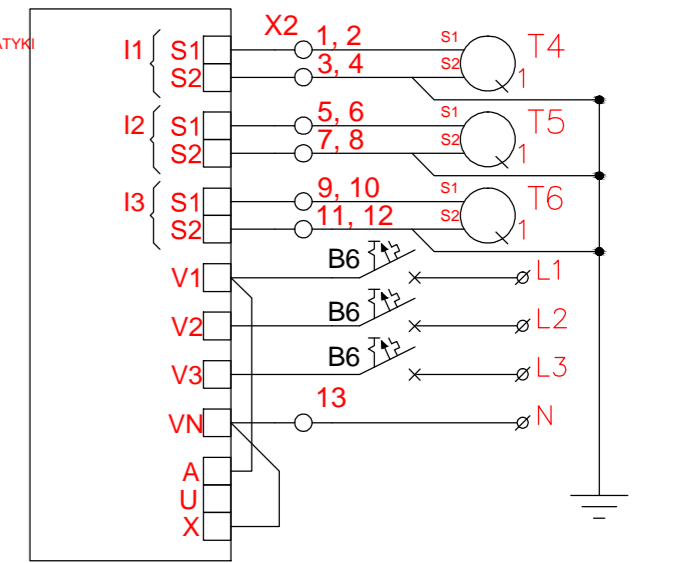 X2
ATYKI
I1 S1 1, 2 S1 T4
S2 3, 4 S2 1
I2 S1 5, 6 S1 T5
S2 7, 8 S2 1
I3 S1 9, 10 S1 T6
S2 11, 12 S2 1
V1 B6 L1
V2 B6 L2
V3 B6 L3
VN 13 N
A
U
X